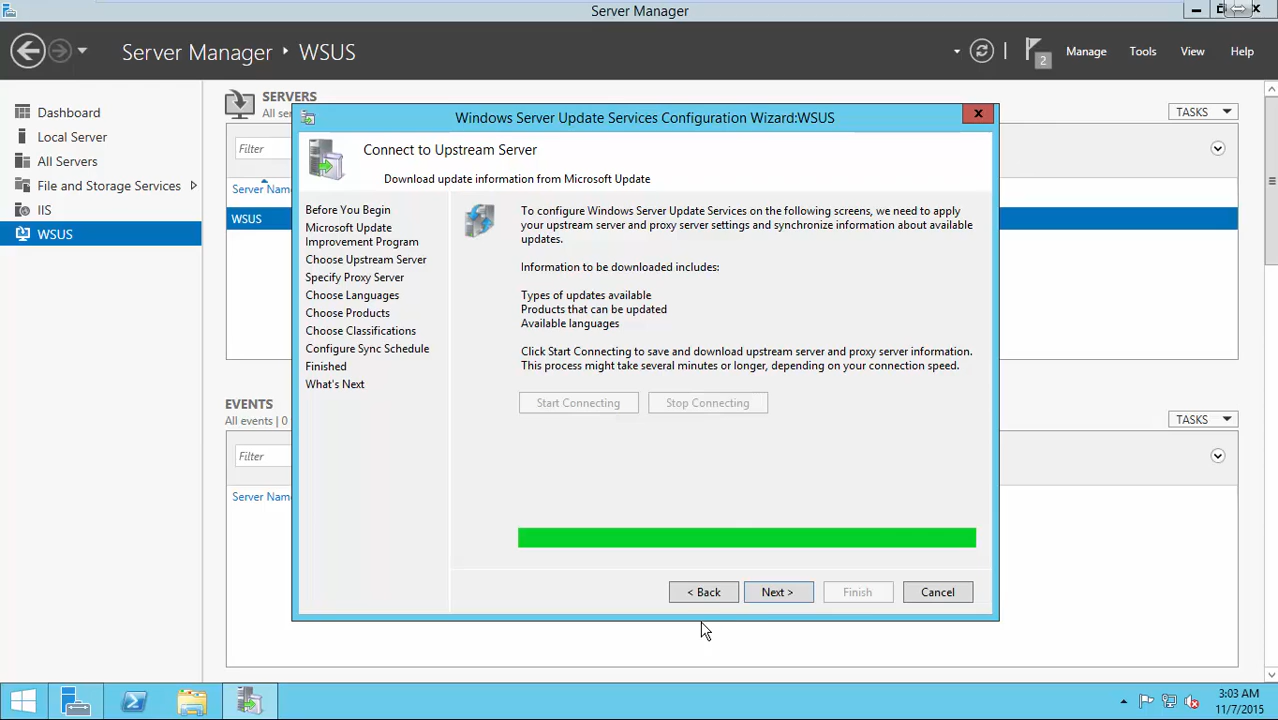 Server Manager
Server Manager WSUS
2
Manage Tools View Help
Dashboard
Local Server
All Servers
File and Storage Services
IIS
WSUS
SERVERS
All
TASKS
Filter
Server
WSUS
Windows Server Update Services Configuration Wizard:WSUS
Connect to Upstream Server
Download update information from Microsoft Update
Before You Begin
Microsoft Update
Improvement Program
Choose Upstream Server
Specify Proxy Server
Choose Languages
Choose Products
Choose Classifications
Configure Sync Schedule
Finished
What's Next
To configure Windows Server Update Services on the following screens, we need to apply
your upstream server and proxy server settings and synchronize information about available
updates.
Information to be downloaded includes:
Types of updates available
Products that can be updated
Available languages
Click Start Connecting to save and download upstream server and proxy server information.
This process might take several minutes or longer, depending on your connection speed.
Start Connecting Stop Connecting
< Back Next > Finish Cancel
EVENTS
All events | 0
TASKS
Filter
Server
3:03 AM
11/7/2015